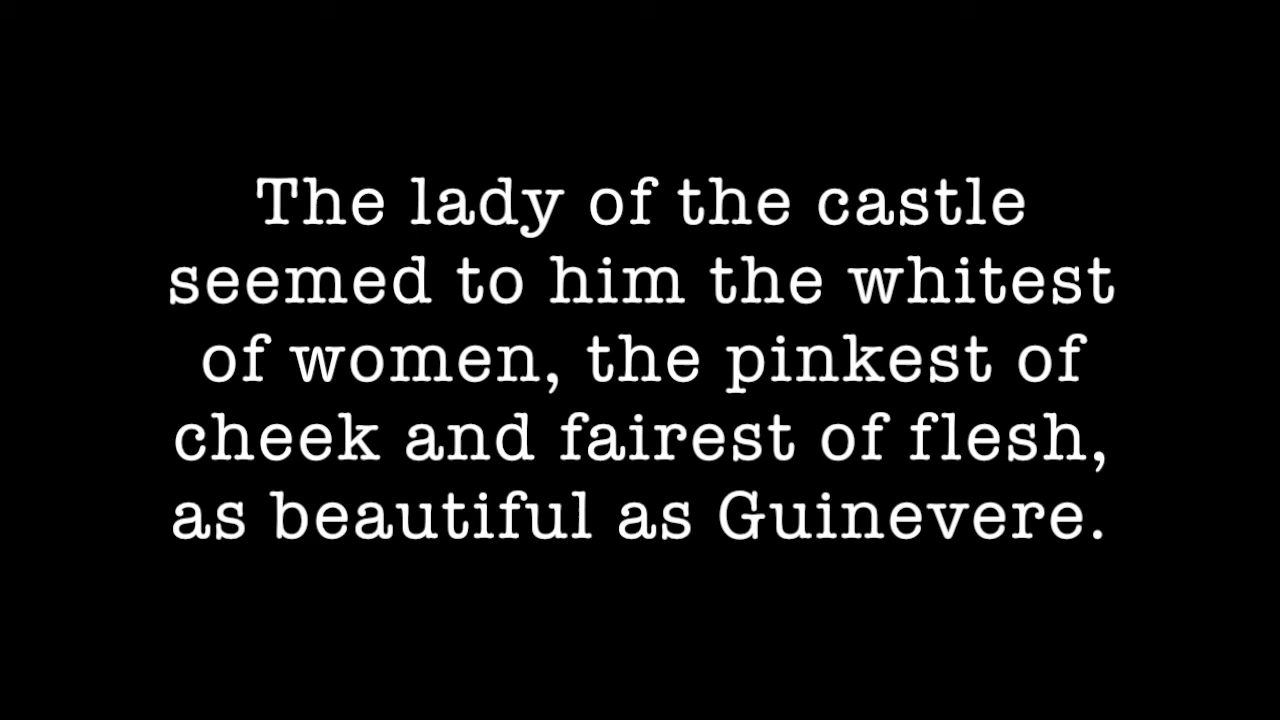 The lady of the castle
seemed to him the whitest
of women, the pinkest of
cheek and fairest of flesh,
as beautiful as Guinevere.